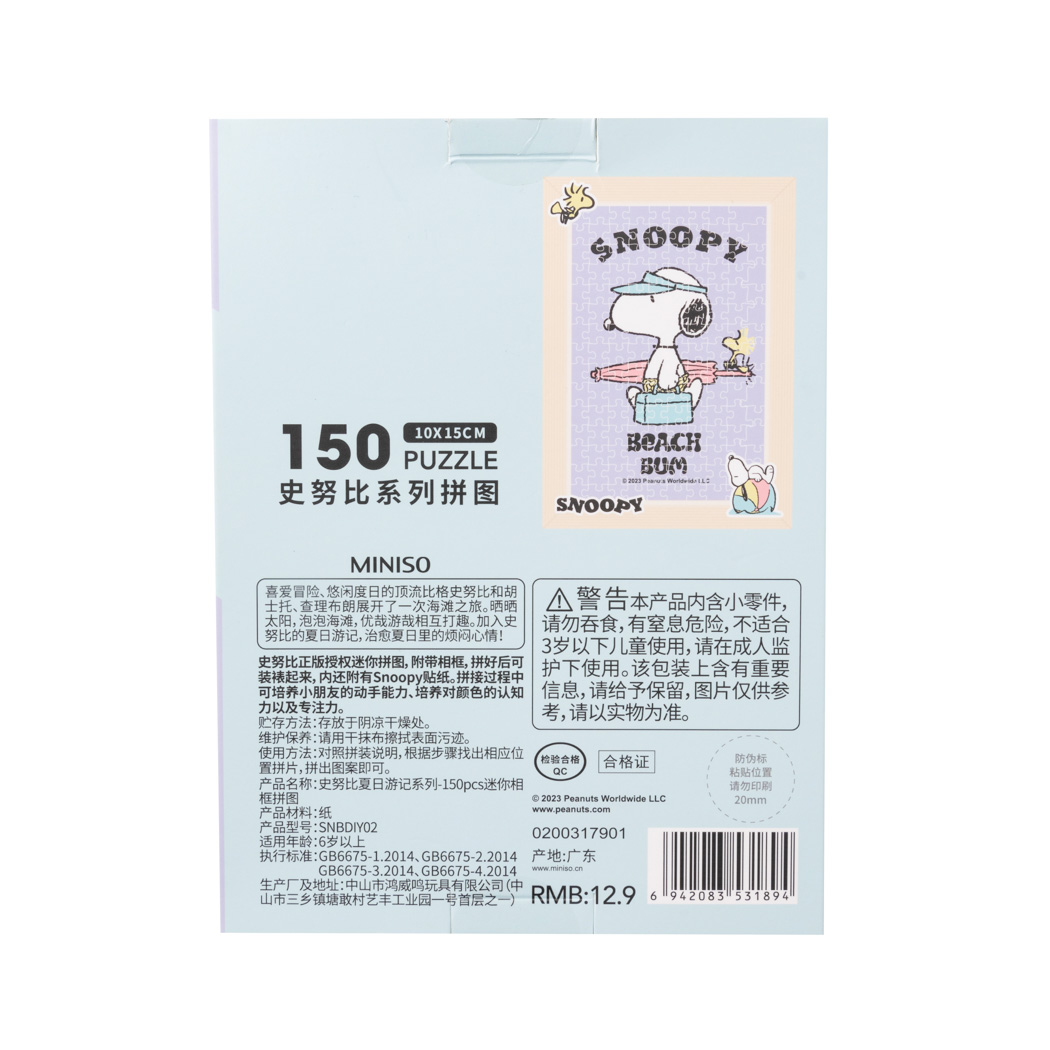 SNOOPY
BEACH
BUM
© 2023 Peanuts Worldwide LLC
SNOOPY
150
10X15CM
PUZZLE
史努比系列拼图
MINISO
喜爱冒险、悠闲度日的顶流比格史努比和胡
士托、查理布朗展开了一次海滩之旅。晒晒
太阳，泡泡海滩，优哉游哉相互打趣。加入史
努比的夏日游记，治愈夏日里的烦闷心情！
史努比正版授权迷你拼图，附带相框，拼好后可
装裱起来，内还附有Snoopy贴纸。拼接过程中
可培养小朋友的动手能力、培养对颜色的认知
力以及专注力。
贮存方法：存放于阴凉干燥处。
维护保养：请用干抹布擦拭表面污迹。
使用方法：对照拼装说明，根据步骤找出相应位
置拼片，拼出图案即可。
产品名称：史努比夏日游记系列-150pcs迷你相
框拼图
产品材料：纸
产品型号：SNBDIY02
适用年龄：6岁以上
执行标准：GB6675-1.2014、GB6675-2.2014
GB6675-3.2014、GB6675-4.2014
生产厂及地址：中山市鸿威鸣玩具有限公司（中
山市三乡镇塘敢村艺丰工业园一号首层之一）
警告本产品内含小零件，
请勿吞食，有窒息危险，不适合
3岁以下儿童使用，请在成人监
护下使用。该包装上含有重要
信息，请给予保留，图片仅供参
考，请以实物为准。
检验合格
QC
合格证
防伪标
粘贴位置
请勿印刷
20mm
© 2023 Peanuts Worldwide LLC
www.peanuts.com
0200317901
产地：广东
www.miniso.cn
RMB:12.9
6 942083 531894